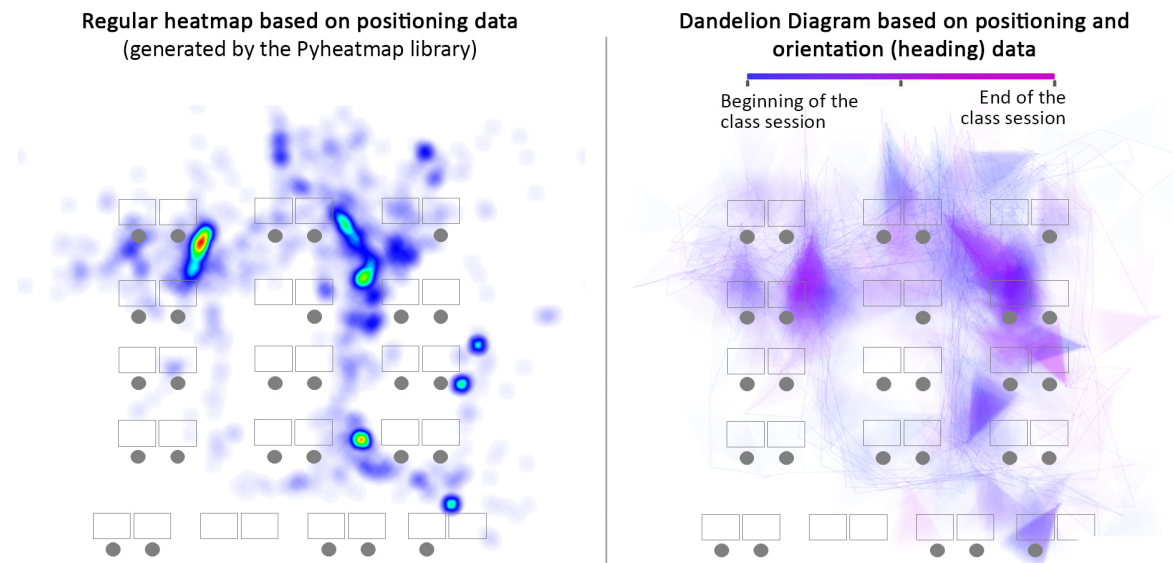 Regular heatmap based on positioning data
(generated by the Pyheatmap library)
Dandelion Diagram based on positioning and
orientation (heading) data
Beginning of the
class session
End of the
class session